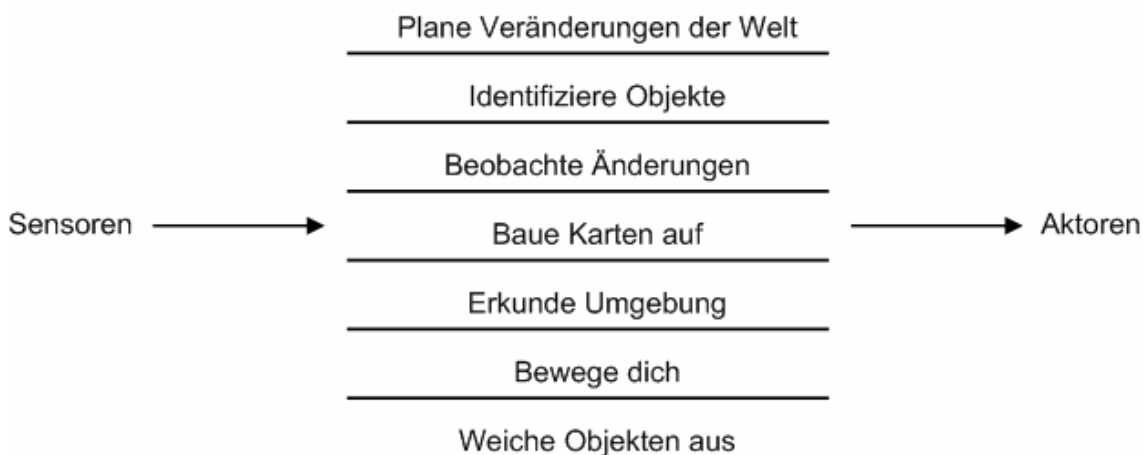 Plane Veränderungen der Welt
Identifiziere Objekte
Beobachte Änderungen
Sensoren
Baue Karten auf
Aktoren
Erkunde Umgebung
Bewege dich
Weiche Objekten aus